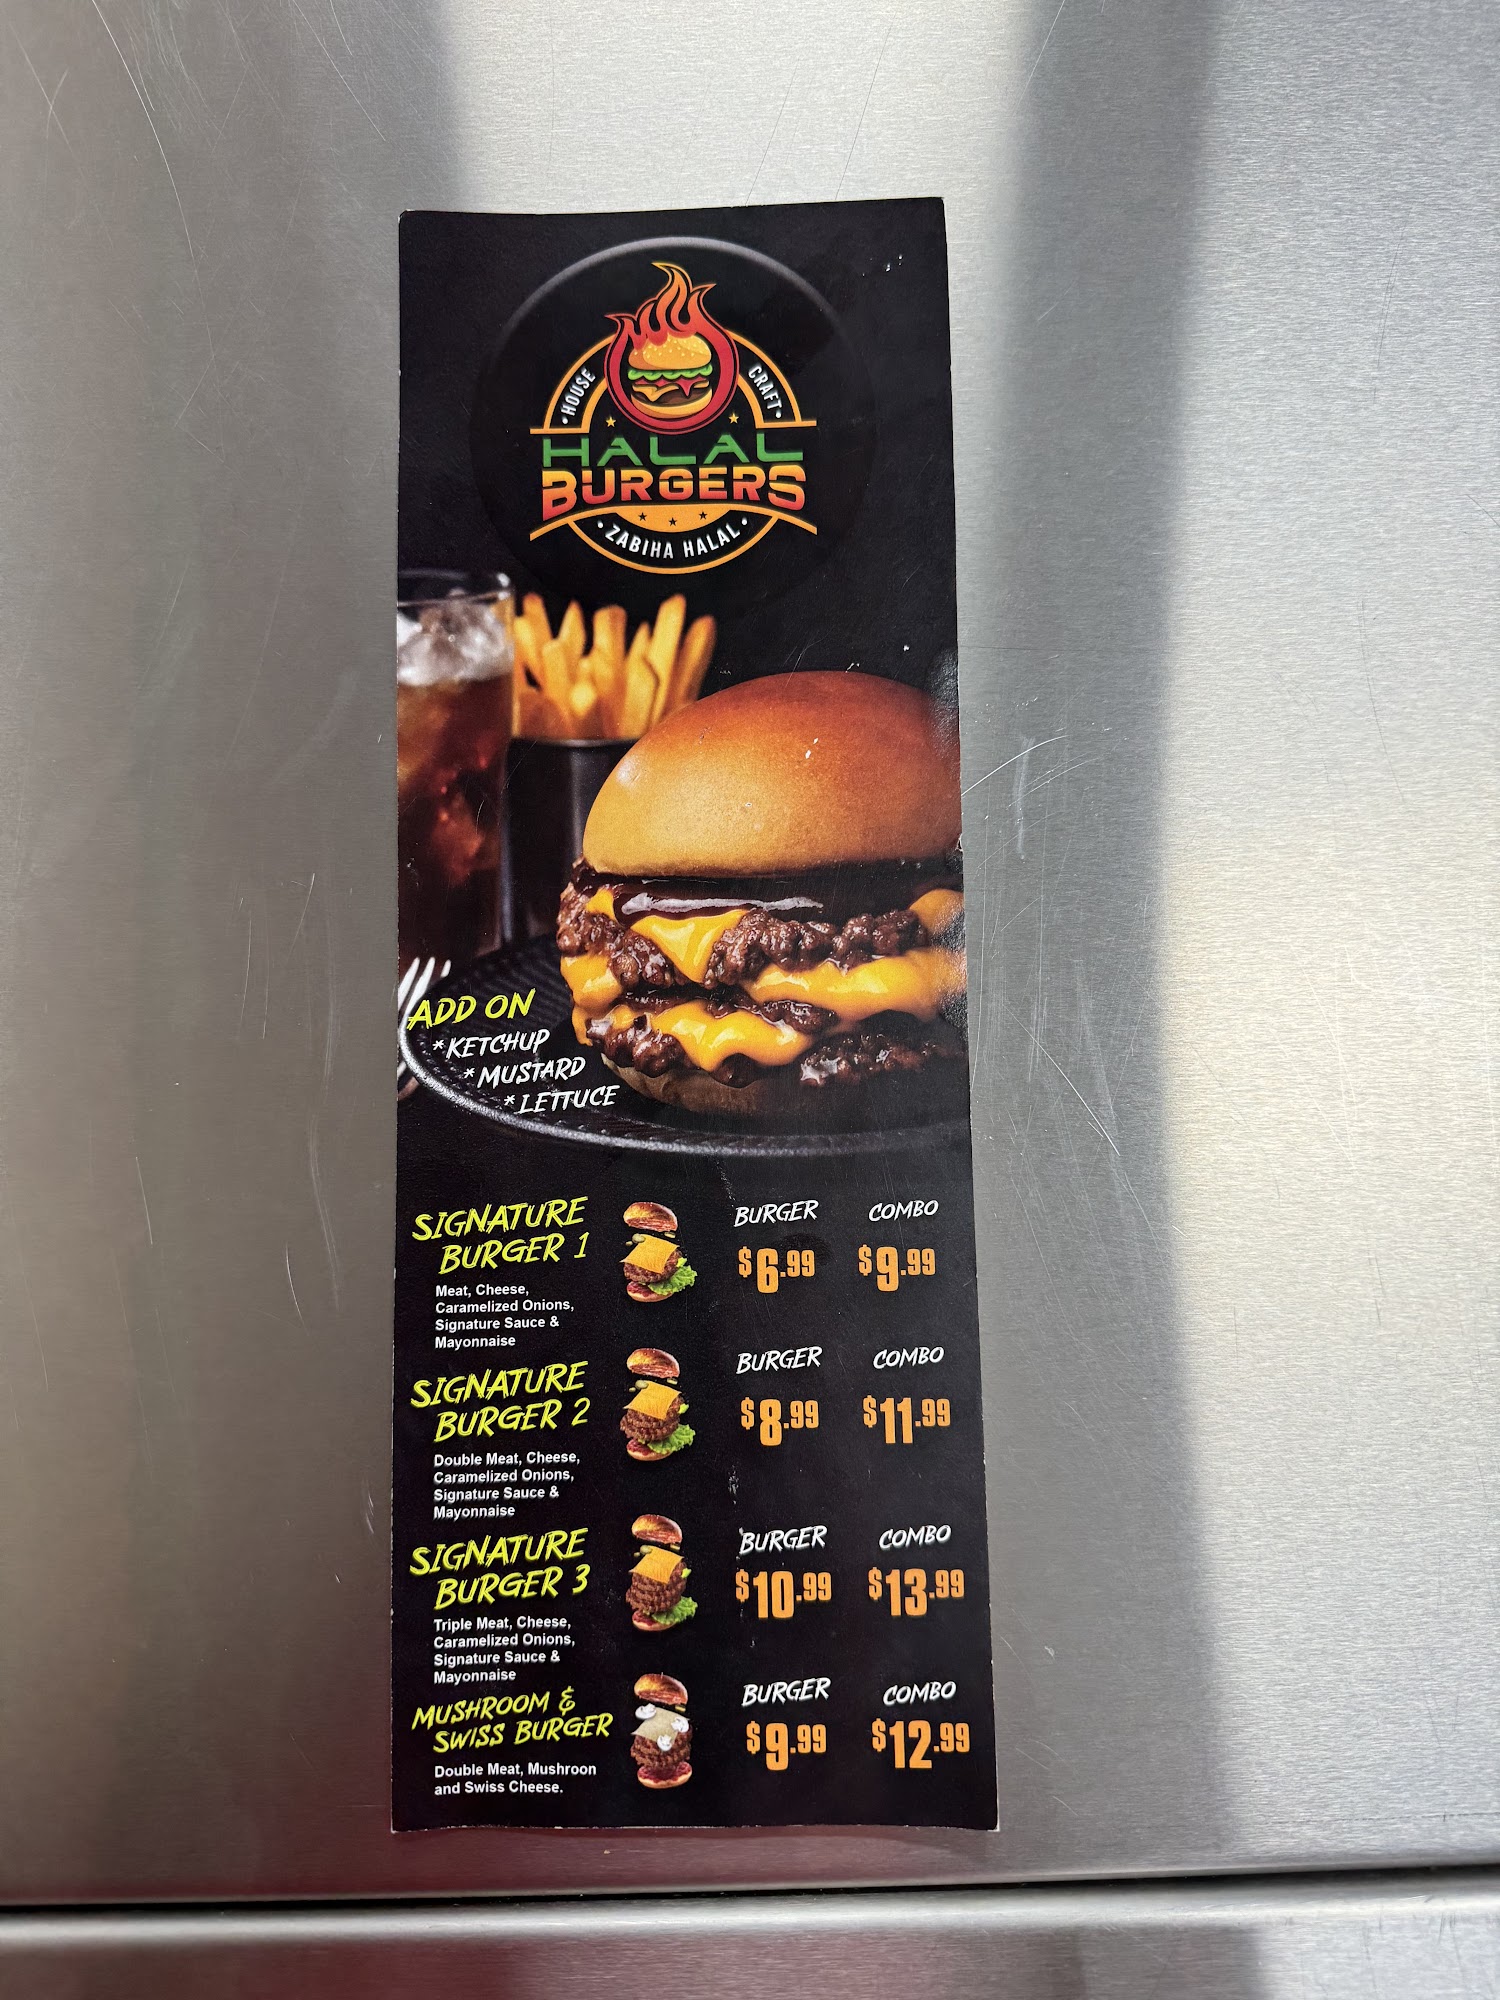 • HOUSE
CRAFT •
HALAL
BURGERS
• ZABIHA HALAL •
ADD ON
* KETCHUP
* MUSTARD
* LETTUCE
SIGNATURE
BURGER 1
Meat, Cheese,
Caramelized Onions,
Signature Sauce &
Mayonnaise
BURGER COMBO
$6.99 $9.99
SIGNATURE
BURGER 2
Double Meat, Cheese,
Caramelized Onions,
Signature Sauce &
Mayonnaise
BURGER COMBO
$8.99 $11.99
SIGNATURE
BURGER 3
Triple Meat, Cheese,
Caramelized Onions,
Signature Sauce &
Mayonnaise
BURGER COMBO
$10.99 $13.99
MUSHROOM &
SWISS BURGER
Double Meat, Mushroon
and Swiss Cheese.
BURGER COMBO
$9.99 $12.99